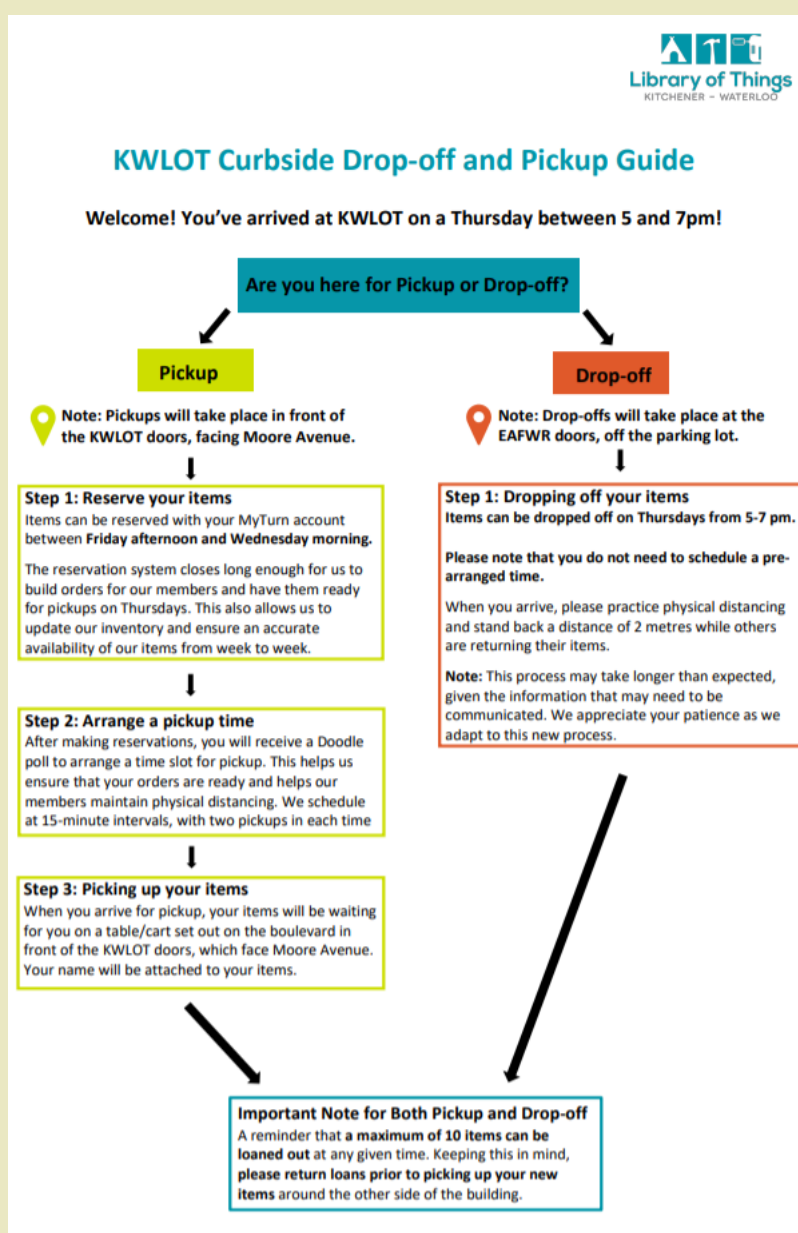 Library of Things
KITCHENER – WATERLOO
KWLOT Curbside Drop-off and Pickup Guide
Welcome! You've arrived at KWLOT on a Thursday between 5 and 7pm!
Are you here for Pickup or Drop-off?
Pickup
Note: Pickups will take place in front of
the KWLOT doors, facing Moore Avenue.
Step 1: Reserve your items
Items can be reserved with your MyTurn account
between Friday afternoon and Wednesday morning.
The reservation system closes long enough for us to
build orders for our members and have them ready
for pickups on Thursdays. This also allows us to
update our inventory and ensure an accurate
availability of our items from week to week.
Step 2: Arrange a pickup time
After making reservations, you will receive a Doodle
poll to arrange a time slot for pickup. This helps us
ensure that your orders are ready and helps our
members maintain physical distancing. We schedule
at 15-minute intervals, with two pickups in each time
Step 3: Picking up your items
When you arrive for pickup, your items will be waiting
for you on a table/cart set out on the boulevard in
front of the KWLOT doors, which face Moore Avenue.
Your name will be attached to your items.
Drop-off
Note: Drop-offs will take place at the
EAFWR doors, off the parking lot.
Step 1: Dropping off your items
Items can be dropped off on Thursdays from 5-7 pm.
Please note that you do not need to schedule a pre-
arranged time.
When you arrive, please practice physical distancing
and stand back a distance of 2 metres while others
are returning their items.
Note: This process may take longer than expected,
given the information that may need to be
communicated. We appreciate your patience as we
adapt to this new process.
Important Note for Both Pickup and Drop-off
A reminder that a maximum of 10 items can be
loaned out at any given time. Keeping this in mind,
please return loans prior to picking up your new
items around the other side of the building.